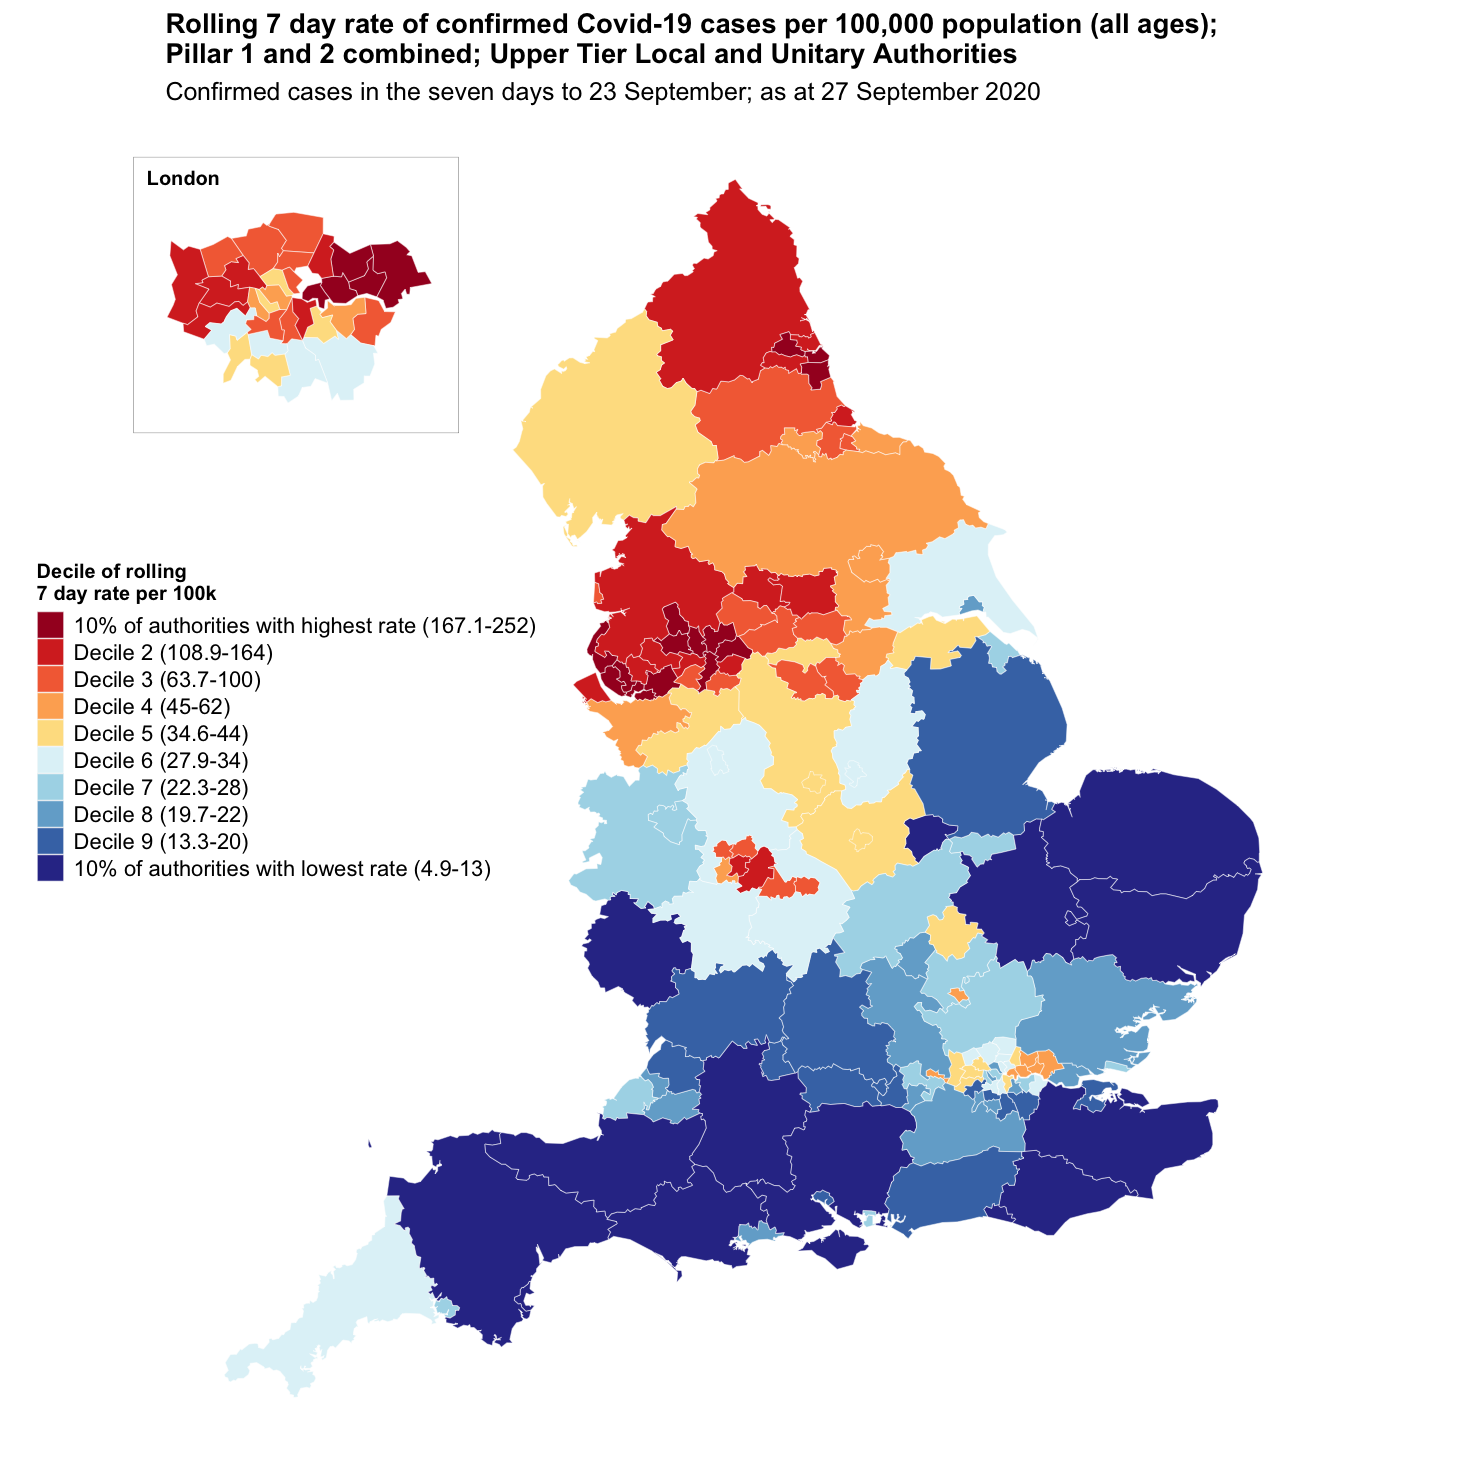 Rolling 7 day rate of confirmed Covid-19 cases per 100,000 population (all ages);
Pillar 1 and 2 combined; Upper Tier Local and Unitary Authorities
Confirmed cases in the seven days to 23 September; as at 27 September 2020
London
Decile of rolling
7 day rate per 100k
10% of authorities with highest rate (167.1-252)
Decile 2 (108.9-164)
Decile 3 (63.7-100)
Decile 4 (45-62)
Decile 5 (34.6-44)
Decile 6 (27.9-34)
Decile 7 (22.3-28)
Decile 8 (19.7-22)
Decile 9 (13.3-20)
10% of authorities with lowest rate (4.9-13)